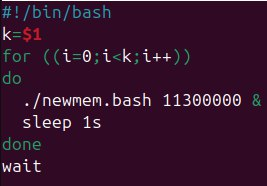 #!/bin/bash
k=$1
for ((i=0;i<k;i++))
do
  ./newmem.bash 11300000 &
  sleep 1s
done
wait